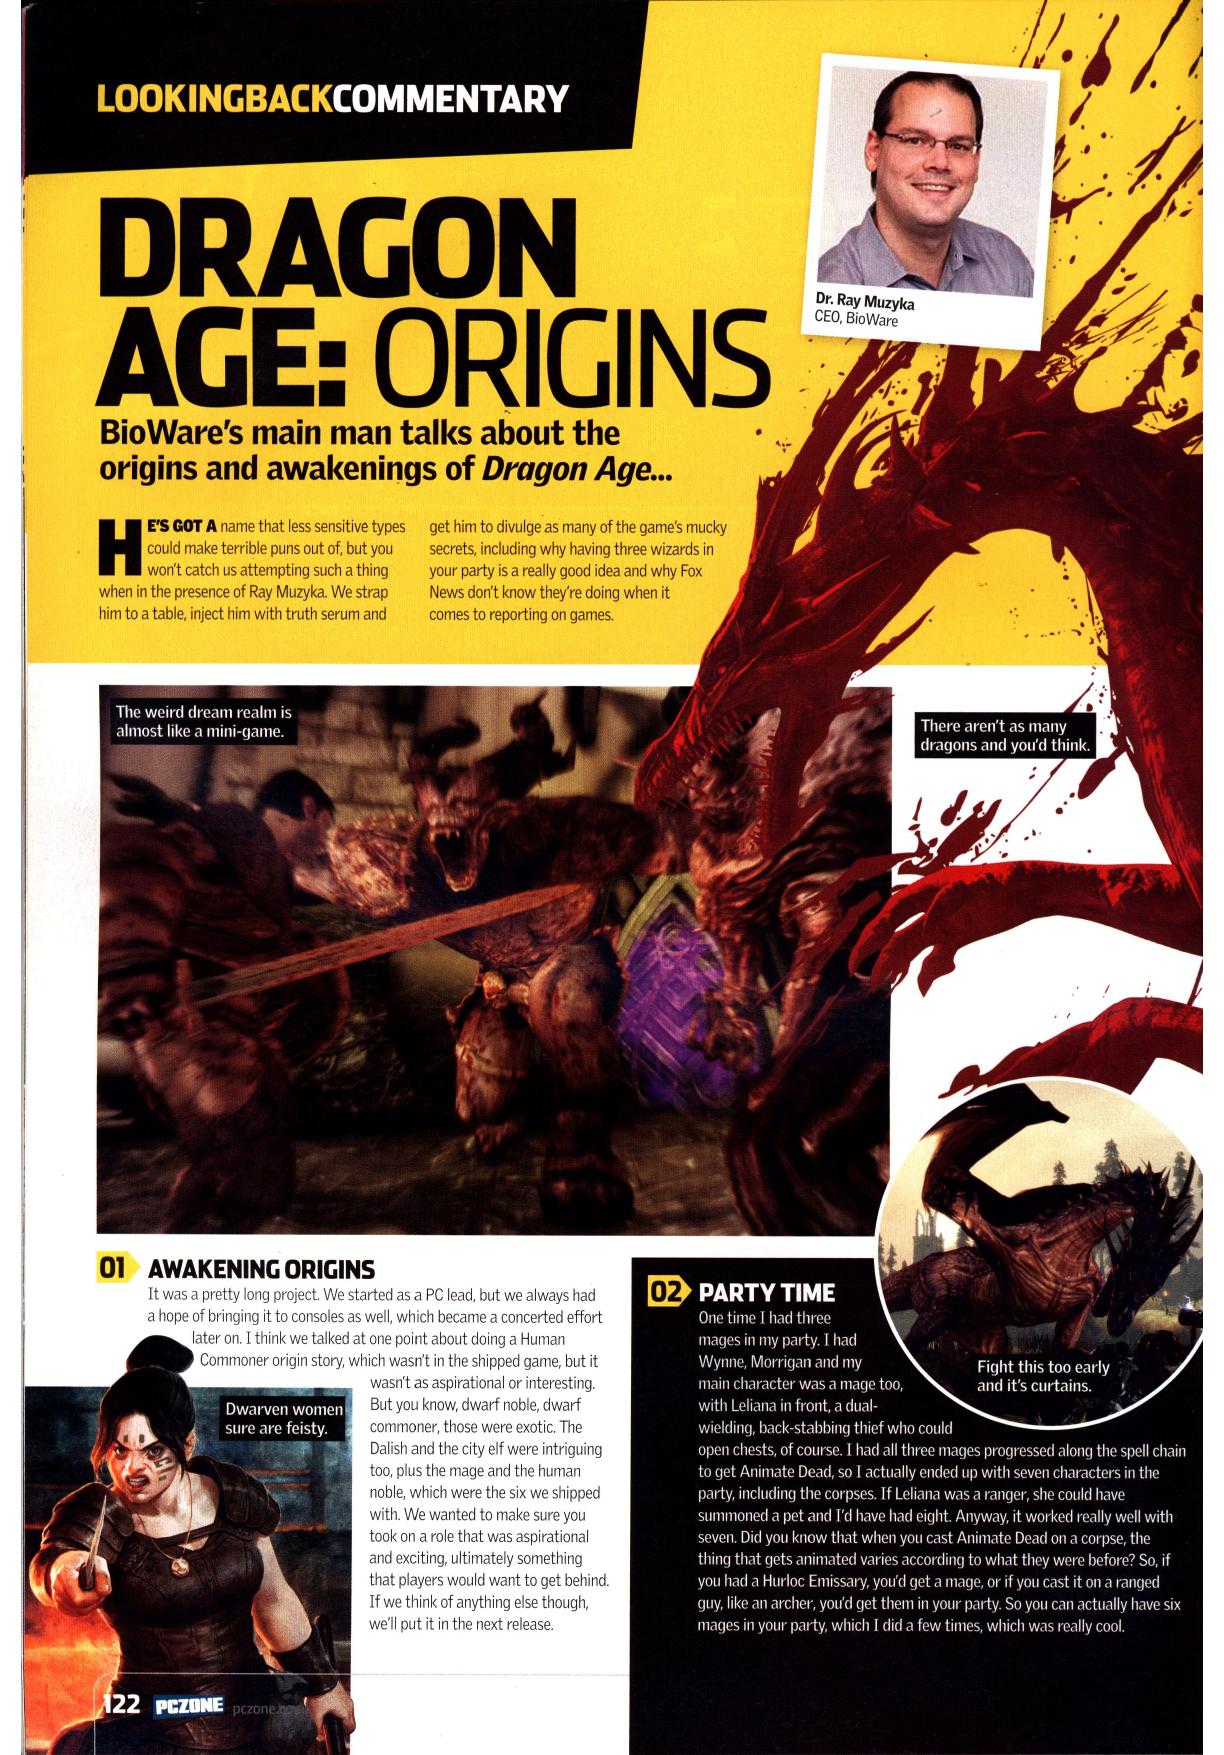 LOOKINGBACKCOMMENTARY
Dr. Ray Muzyka
CEO, BioWare
DRAGON
AGE: ORIGINS
BioWare's main man talks about the
origins and awakenings of Dragon Age...
HE'S GOT A name that less sensitive types
could make terrible puns out of, but you
won't catch us attempting such a thing
when in the presence of Ray Muzyka. We strap
him to a table, inject him with truth serum and
get him to divulge as many of the game's mucky
secrets, including why having three wizards in
your party is a really good idea and why Fox
News don't know they're doing when it
comes to reporting on games.
The weird dream realm is
almost like a mini-game.
There aren't as many
dragons and you'd think.
01 AWAKENING ORIGINS
It was a pretty long project. We started as a PC lead, but we always had
a hope of bringing it to consoles as well, which became a concerted effort
later on. I think we talked at one point about doing a Human
Commoner origin story, which wasn't in the shipped game, but it
wasn't as aspirational or interesting.
But you know, dwarf noble, dwarf
commoner, those were exotic. The
Dalish and the city elf were intriguing
too, plus the mage and the human
noble, which were the six we shipped
with. We wanted to make sure you
took on a role that was aspirational
and exciting, ultimately something
that players would want to get behind.
If we think of anything else though,
we'll put it in the next release.
Dwarven women
sure are feisty.
02 PARTY TIME
One time I had three
mages in my party. I had
Wynne, Morrigan and my
main character was a mage too,
with Leliana in front, a dual-
wielding, back-stabbing thief who could
open chests, of course. I had all three mages progressed along the spell chain
to get Animate Dead, so I actually ended up with seven characters in the
party, including the corpses. If Leliana was a ranger, she could have
summoned a pet and I'd have had eight. Anyway, it worked really well with
seven. Did you know that when you cast Animate Dead on a corpse, the
thing that gets animated varies according to what they were before? So, if
you had a Hurloc Emissary, you'd get a mage, or if you cast it on a ranged
guy, like an archer, you'd get them in your party. So you can actually have six
mages in your party, which I did a few times, which was really cool.
Fight this too early
and it's curtains.
122 PCZONE